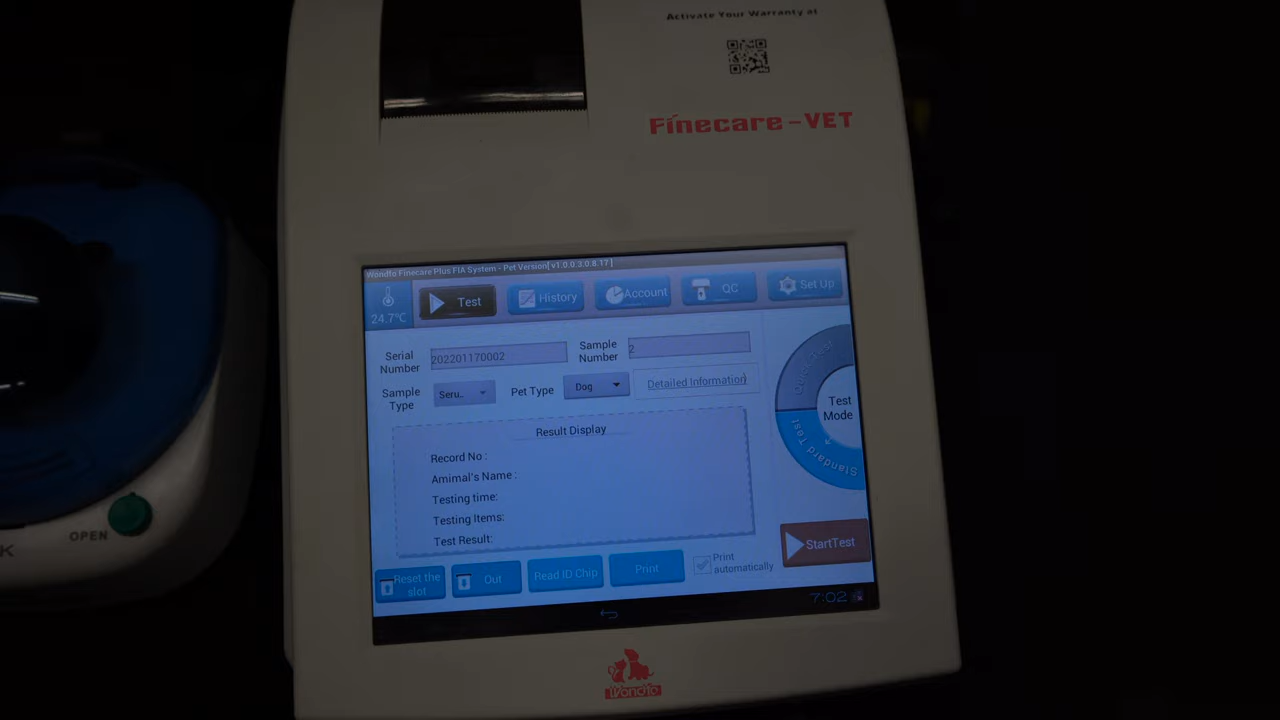 Activate Your Warranty at
Finecare-VET
Wondfo Finecare Plus FIA System - Pet Version[ v1.0.0.3.0.8.17 ]
24.7℃
Test
History
Account
QC
Set Up
Serial Number
202201170002
Sample Number
2
Sample Type
Seru..
Pet Type
Dog
Detailed Information
Test Mode
Standard Test
Result Display
Record No :
Amimal's Name :
Testing time:
Testing Items:
Test Result:
StartTest
Reset the slot
Out
Read ID Chip
Print
Print automatically
7:02
OPEN
K
Wondfo